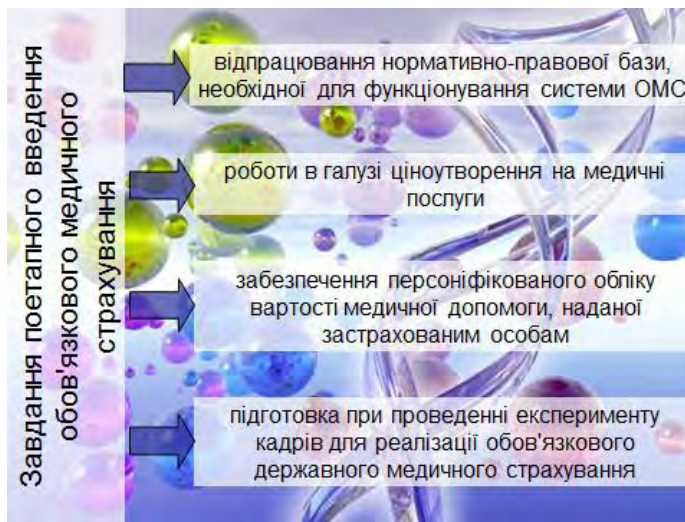 Завдання поетапного введення
обов'язкового медичного
страхування
відпрацювання нормативно-правової бази,
необхідної для функціонування системи ОМС
роботи в галузі ціноутворення на медичні
послуги
забезпечення персоніфікованого обліку
вартості медичної допомоги, наданої
застрахованим особам
підготовка при проведенні експерименту
кадрів для реалізації обов'язкового
державного медичного страхування